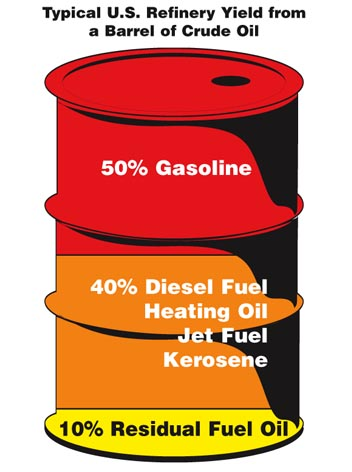 Typical U.S. Refinery Yield from
a Barrel of Crude Oil
50% Gasoline
40% Diesel Fuel
Heating Oil
Jet Fuel
Kerosene
10% Residual Fuel Oil